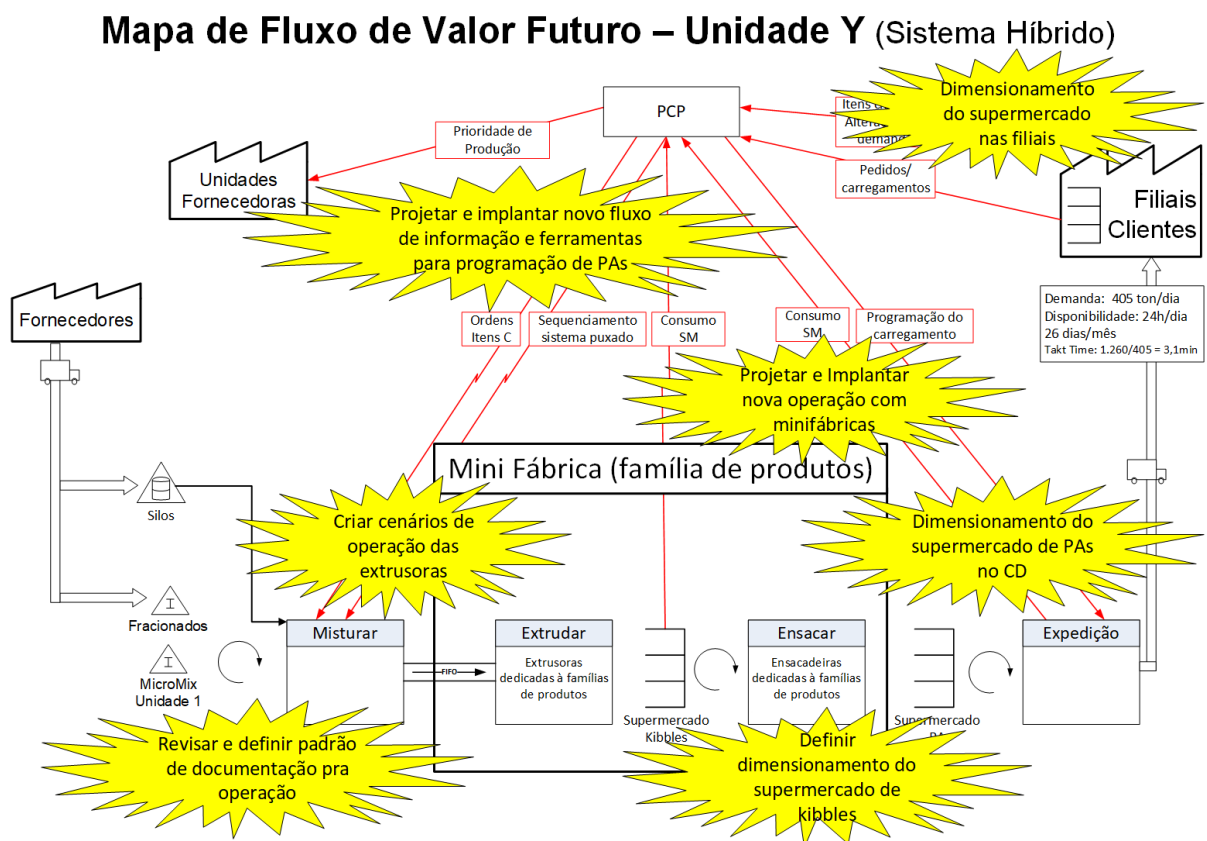 Mapa de Fluxo de Valor Futuro – Unidade Y (Sistema Híbrido)
PCP
Itens
Dimensionamento
do supermercado
nas filiais
Prioridade de
Produção
Pedidos/
carregamentos
Unidades
Fornecedoras
Filiais
Clientes
Projetar e implantar novo fluxo
de informação e ferramentas
para programação de PAs
Fornecedores
Demanda: 405 ton/dia
Disponibilidade: 24h/dia
26 dias/mês
Takt Time: 1.260/405 = 3,1min
Ordens
Itens C
Sequenciamento
sistema puxado
Consumo
SM
Consumo
SM
Programação do
carregamento
Projetar e Implantar
nova operação com
minifábricas
Mini Fábrica (família de produtos)
Silos
Criar cenários de
operação das
extrusoras
Dimensionamento do
supermercado de PAs
no CD
Fracionados
MicroMix
Unidade 1
Misturar
FIFO
Extrudar
Extrusoras
dedicadas à famílias
de produtos
Supermercado
Kibbles
Ensacar
Ensacadeiras
dedicadas à famílias
de produtos
Supermercado
Expedição
Revisar e definir padrão
de documentação pra
operação
Definir
dimensionamento do
supermercado de
kibbles